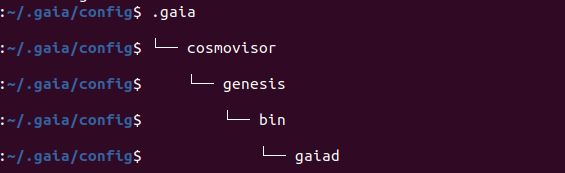 :~/.gaia/config$ .gaia
:~/.gaia/config$ └── cosmovisor
:~/.gaia/config$     └── genesis
:~/.gaia/config$         └── bin
:~/.gaia/config$             └── gaiad